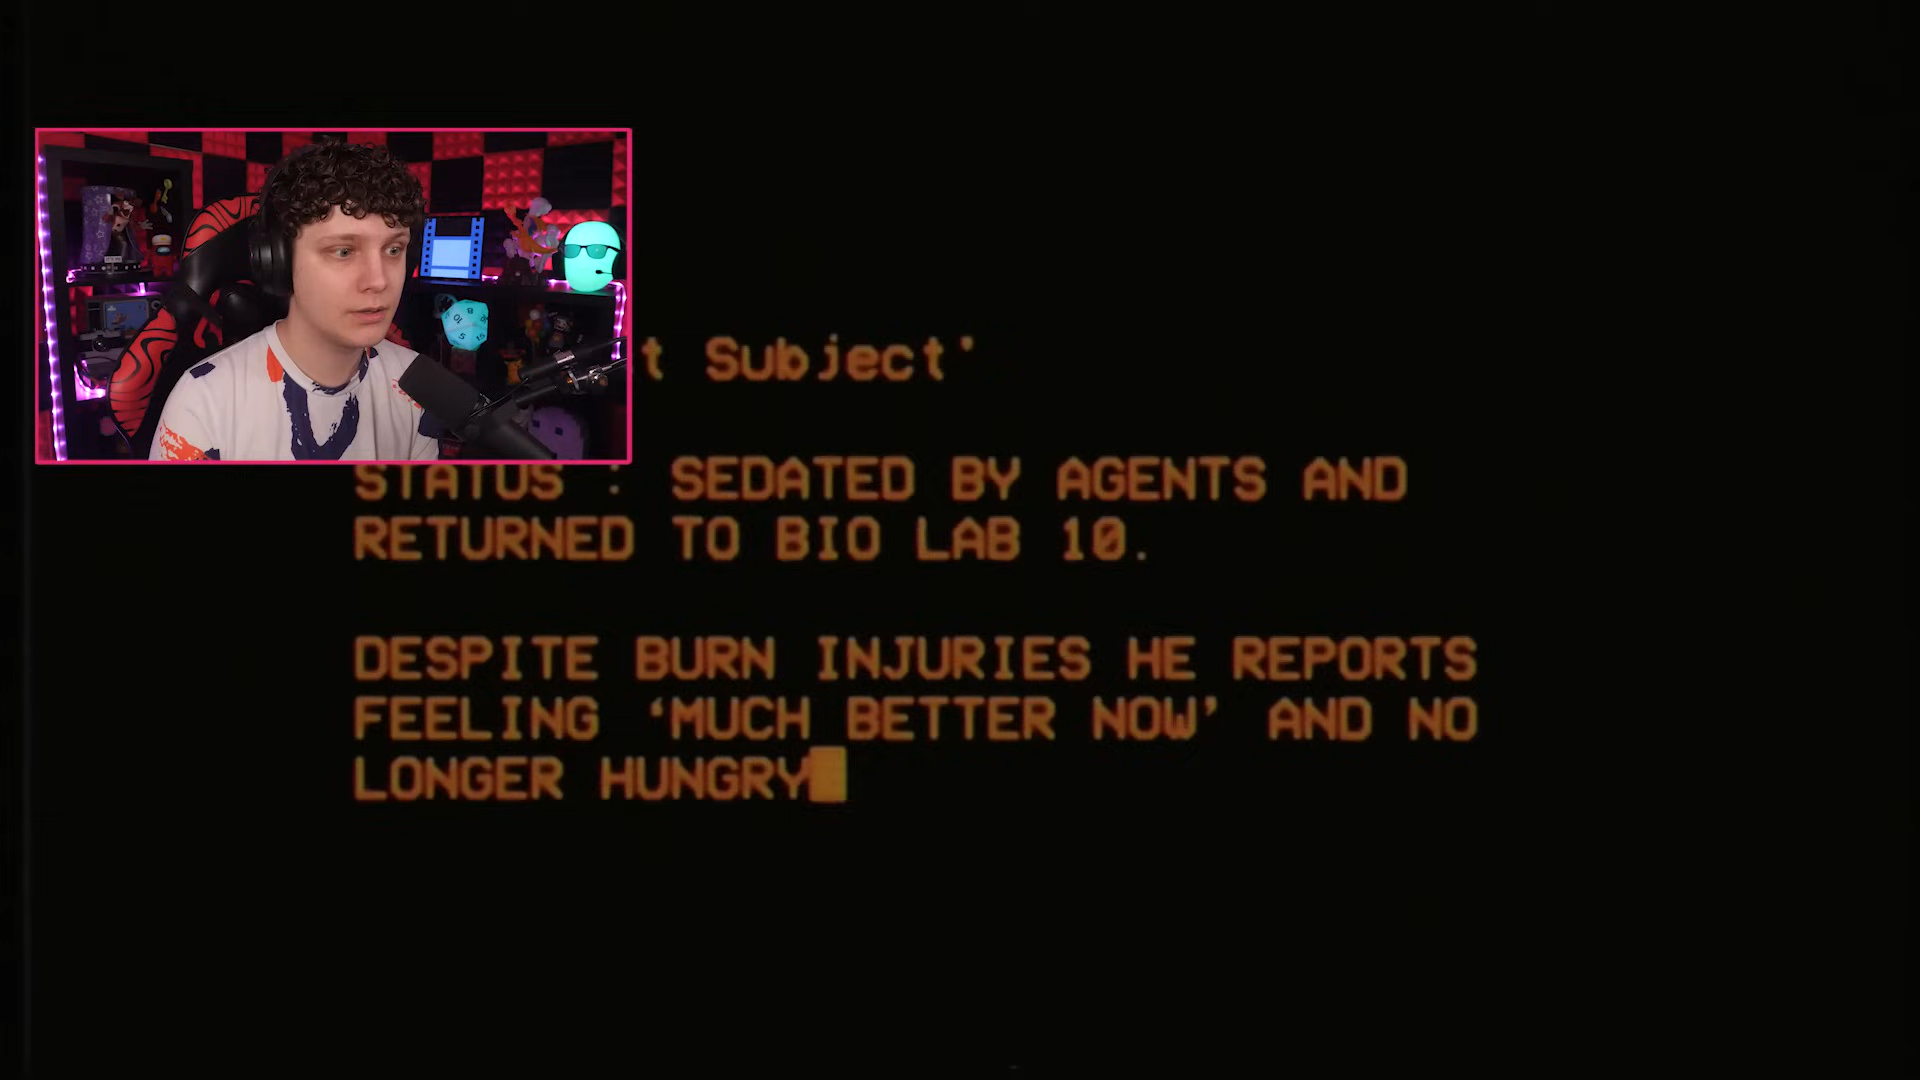 t Subject'
STATUS : SEDATED BY AGENTS AND
RETURNED TO BIO LAB 10.
DESPITE BURN INJURIES HE REPORTS
FEELING ‘MUCH BETTER NOW’ AND NO
LONGER HUNGRY